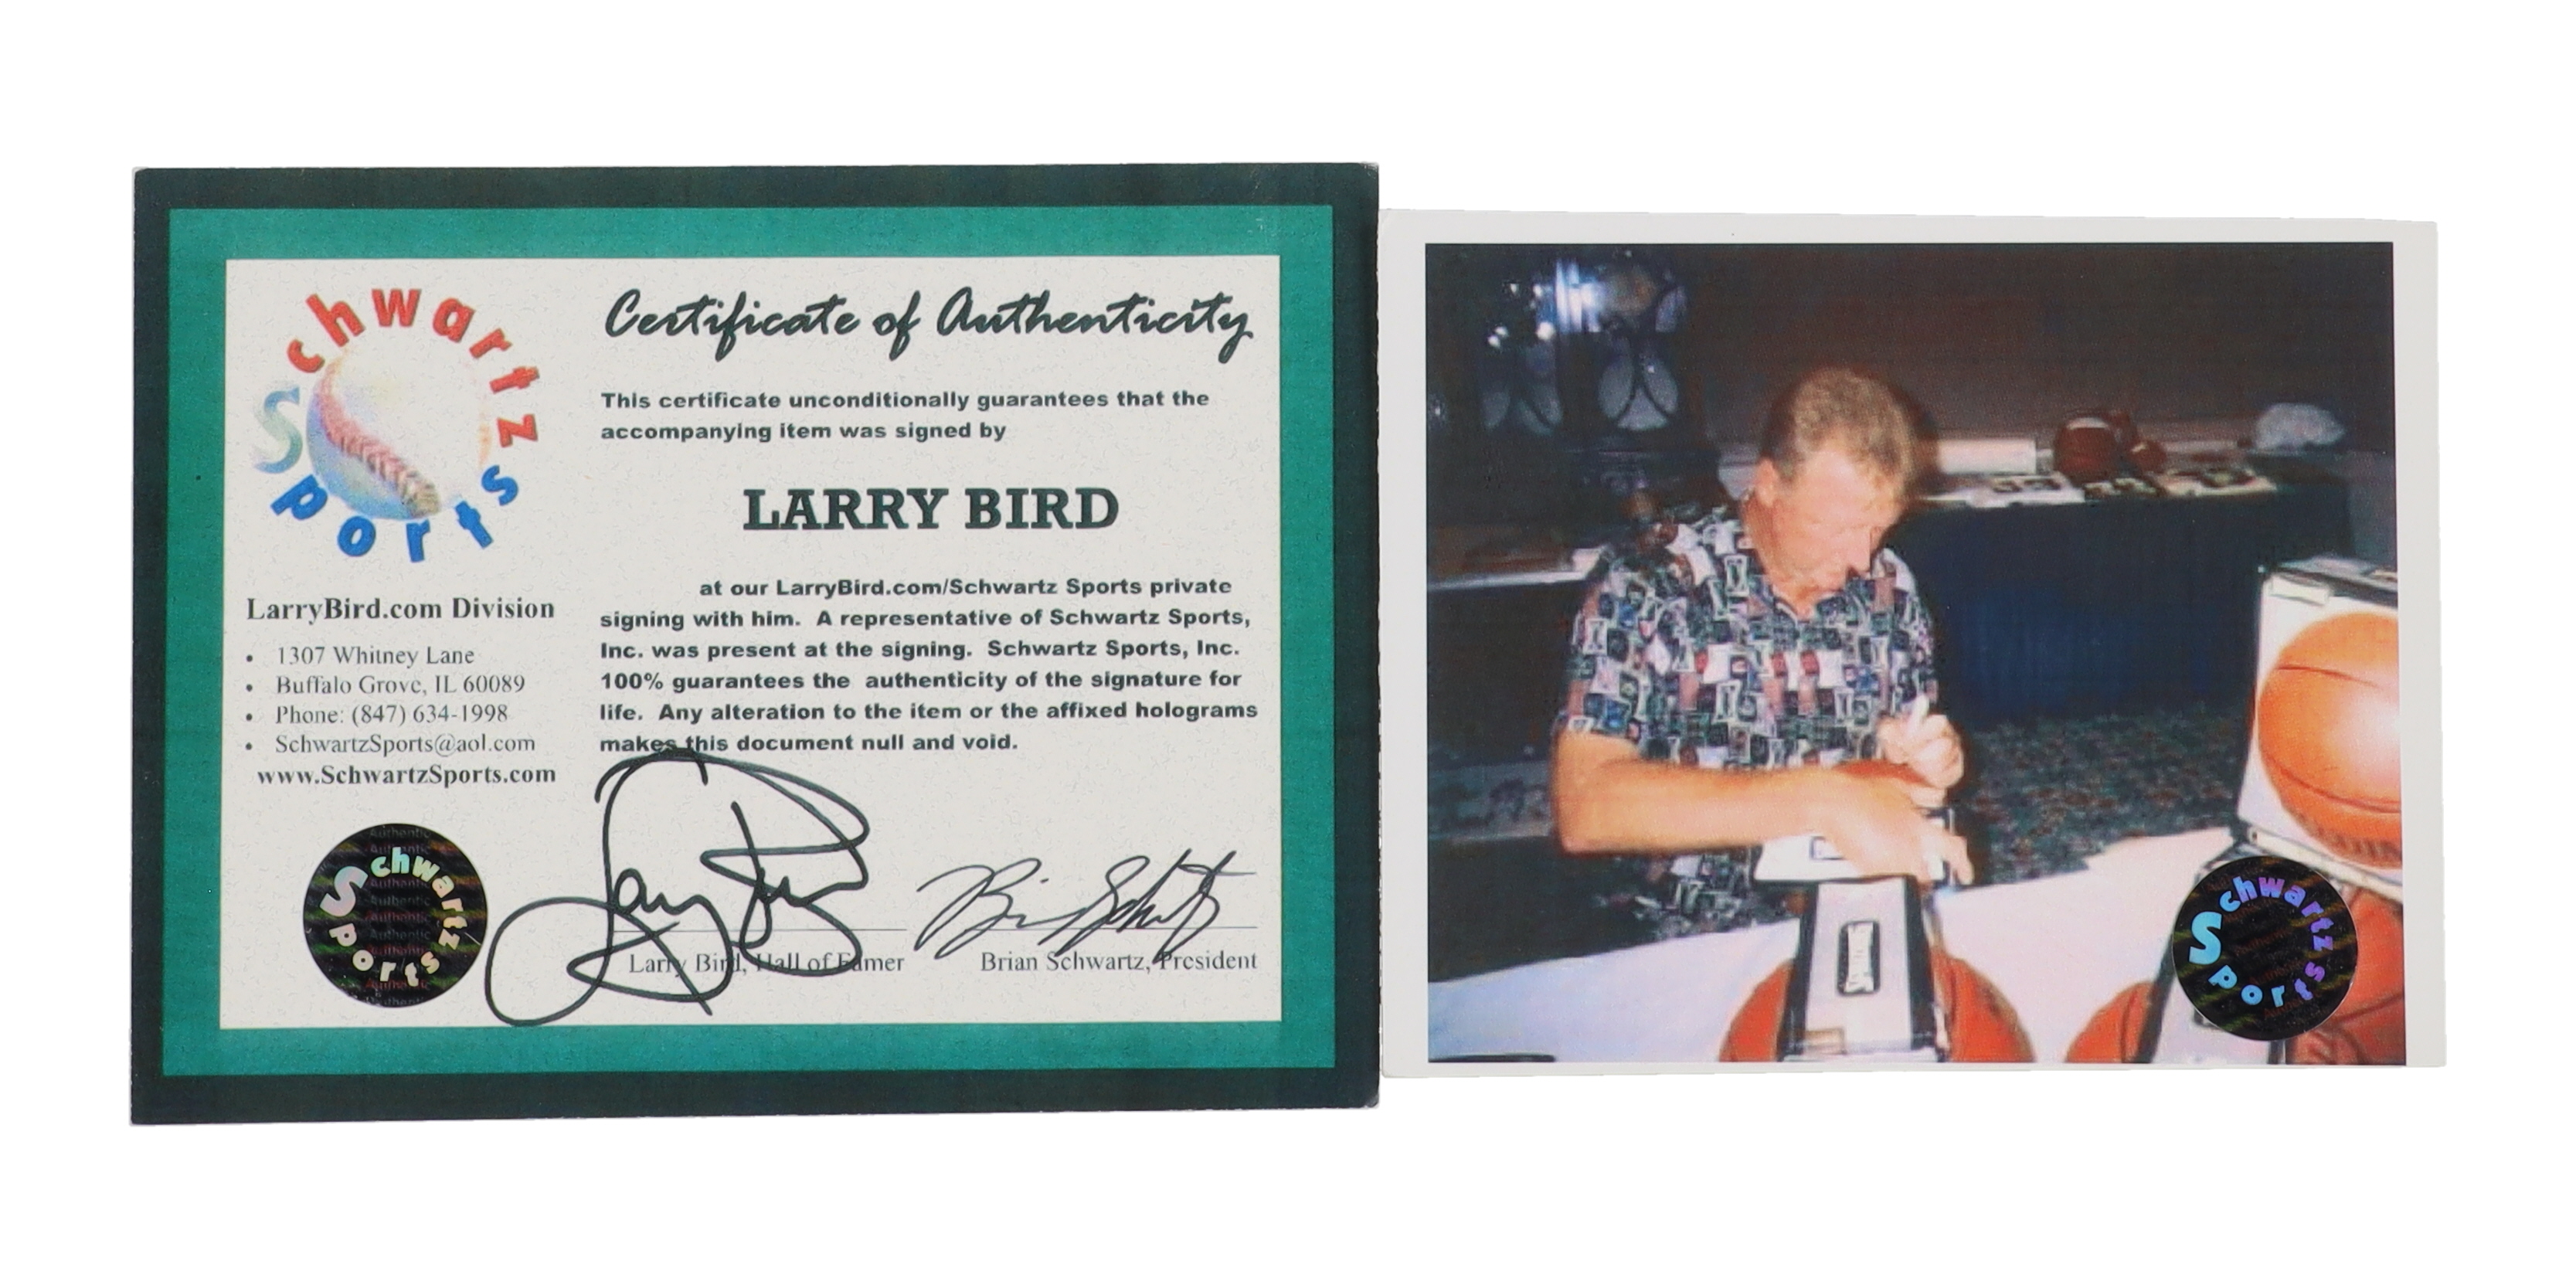 Schwartz
Sports
LarryBird.com Division
• 1307 Whitney Lane
• Buffalo Grove, IL 60089
• Phone: (847) 634-1998
• SchwartzSports@aol.com
www.SchwartzSports.com
Schwartz
Sports
Certificate of Authenticity
This certificate unconditionally guarantees that the
accompanying item was signed by
LARRY BIRD
at our LarryBird.com/Schwartz Sports private
signing with him. A representative of Schwartz Sports,
Inc. was present at the signing. Schwartz Sports, Inc.
100% guarantees the authenticity of the signature for
life. Any alteration to the item or the affixed holograms
makes this document null and void.
Larry Bird
Brian Schwartz
Larry Bird, Hall of Famer
Brian Schwartz, President
Schwartz
Sports